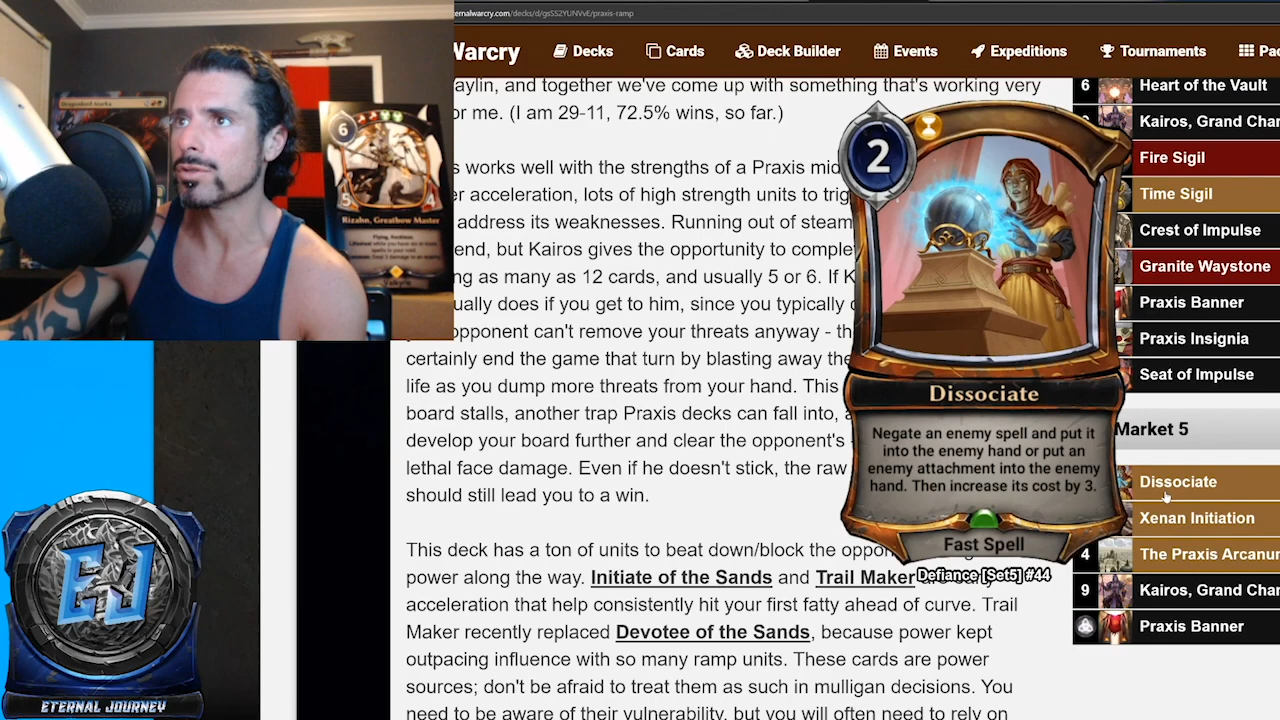 ternalwarcry.com/decks/d/gsSS2YUNVvE/praxis-ramp
Warcry
Decks
Cards
Deck Builder
Events
Expeditions
Tournaments
aylin, and together we've come up with something that's working very
or me. (I am 29-11, 72.5% wins, so far.)
s works well with the strengths of a Praxis mid
er acceleration, lots of high strength units to trig
address its weaknesses. Running out of steam
end, but Kairos gives the opportunity to comple
ng as many as 12 cards, and usually 5 or 6. If K
ually does if you get to him, since you typically
opponent can't remove your threats anyway - th
certainly end the game that turn by blasting away the
life as you dump more threats from your hand. This
board stalls, another trap Praxis decks can fall into,
develop your board further and clear the opponent's
lethal face damage. Even if he doesn't stick, the raw
should still lead you to a win.
This deck has a ton of units to beat down/block the oppon
power along the way. Initiate of the Sands and Trail Maker
acceleration that help consistently hit your first fatty ahead of curve. Trail
Maker recently replaced Devotee of the Sands, because power kept
outpacing influence with so many ramp units. These cards are power
sources; don't be afraid to treat them as such in mulligan decisions. You
need to be aware of their vulnerability, but you will often need to rely on
2
Dissociate
Negate an enemy spell and put it
into the enemy hand or put an
enemy attachment into the enemy
hand. Then increase its cost by 3.
Fast Spell
Defiance [Set5] #44
6 Heart of the Vault
Kairos, Grand Cham
Fire Sigil
Time Sigil
Crest of Impulse
Granite Waystone
Praxis Banner
Praxis Insignia
Seat of Impulse
Market 5
Dissociate
Xenan Initiation
4 The Praxis Arcanum
9 Kairos, Grand Cham
Praxis Banner
6
5
4
Rizahn, Greatbow Master
Flying, Reckless
Valkyrie
EJ
ETERNAL JOURNEY